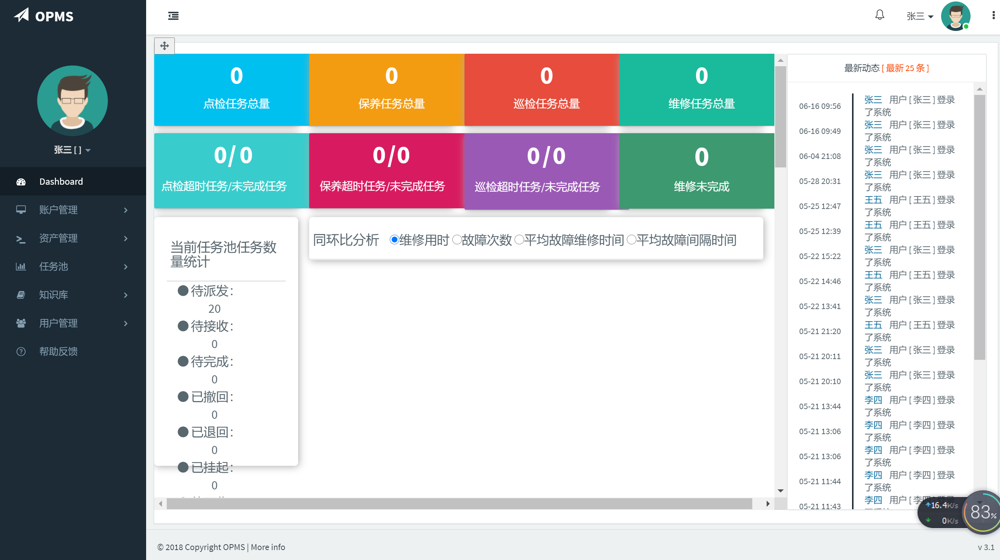 OPMS
张三
张三 [ ]
Dashboard
账户管理
资产管理
任务池
知识库
用户管理
帮助反馈
0
点检任务总量
0
保养任务总量
0
巡检任务总量
0
维修任务总量
0/ 0
点检超时任务/未完成任务
0/0
保养超时任务/未完成任务
0/0
巡检超时任务/未完成任务
0
维修未完成
当前任务池任务数
量统计
待派发：
20
待接收：
0
待完成：
0
已撤回：
0
已退回：
0
已挂起：
0
同环比分析 维修用时 故障次数 平均故障维修时间 平均故障间隔时间
最新动态 [ 最新 25 条 ]
06-16 09:56
张三 用户 [ 张三 ] 登录
了系统
06-16 09:49
张三 用户 [ 张三 ] 登录
了系统
06-04 21:08
张三 用户 [ 张三 ] 登录
了系统
05-28 20:31
张三 用户 [ 张三 ] 登录
了系统
05-25 12:47
王五 用户 [ 王五 ] 登录
了系统
05-25 12:39
王五 用户 [ 王五 ] 登录
了系统
05-22 15:22
张三 用户 [ 张三 ] 登录
了系统
05-22 14:46
王五 用户 [ 王五 ] 登录
了系统
05-22 13:41
张三 用户 [ 张三 ] 登录
了系统
05-21 21:20
王五 用户 [ 王五 ] 登录
了系统
05-21 20:11
张三 用户 [ 张三 ] 登录
了系统
05-21 20:10
张三 用户 [ 张三 ] 登录
了系统
05-21 13:44
李四 用户 [ 李四 ] 登录
了系统
05-21 13:06
李四 用户 [ 李四 ] 登录
了系统
05-21 13:06
李四 用户 [ 李四 ] 登录
了系统
05-21 11:44
李四 用户 [ 李四 ] 登录
了系统
05-21 11:43
李四 用户 [ 李四 ] 登录
16.4K/s
0K/s
83%
© 2018 Copyright OPMS | More info
v 3.1